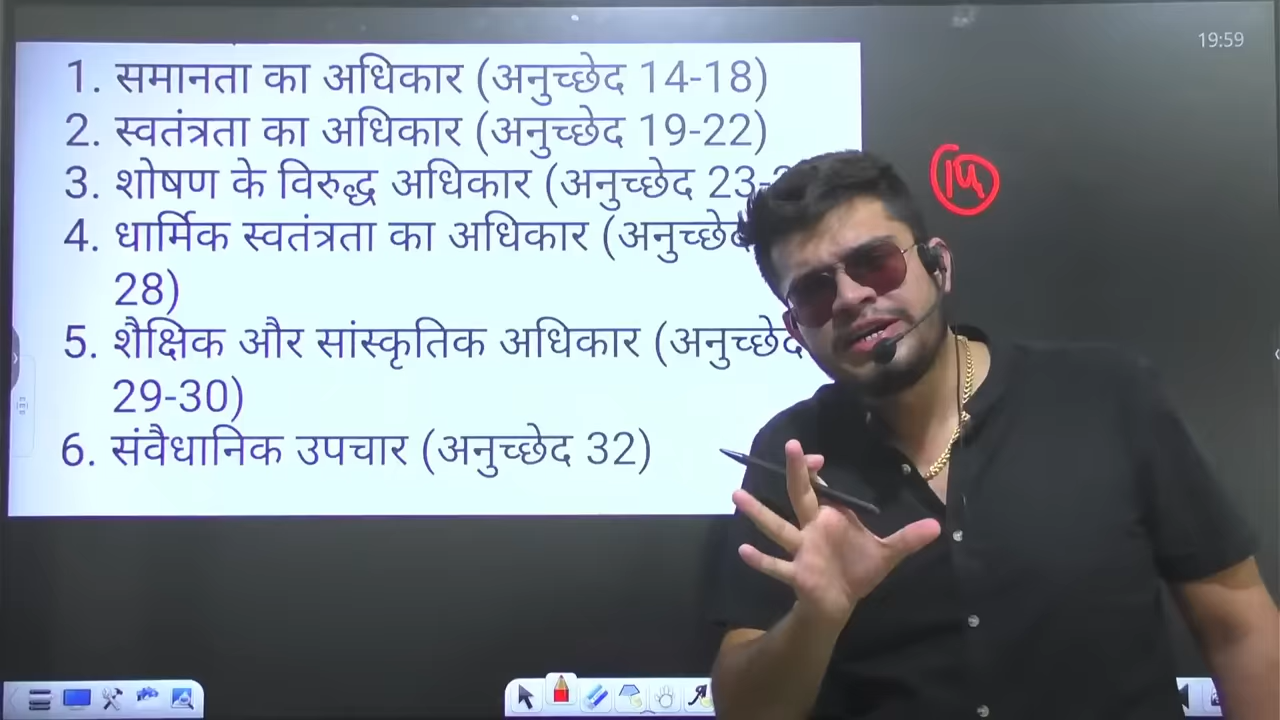 19:59
1. समानता का अधिकार (अनुच्छेद 14-18)
2. स्वतंत्रता का अधिकार (अनुच्छेद 19-22)
3. शोषण के विरुद्ध अधिकार (अनुच्छेद 23-
14
4. धार्मिक स्वतंत्रता का अधिकार
28)
5. शैक्षिक और सांस्कृतिक अधिकार (अनुच्छेद
29-30)
6. संवैधानिक उपचार (अनुच्छेद 32)